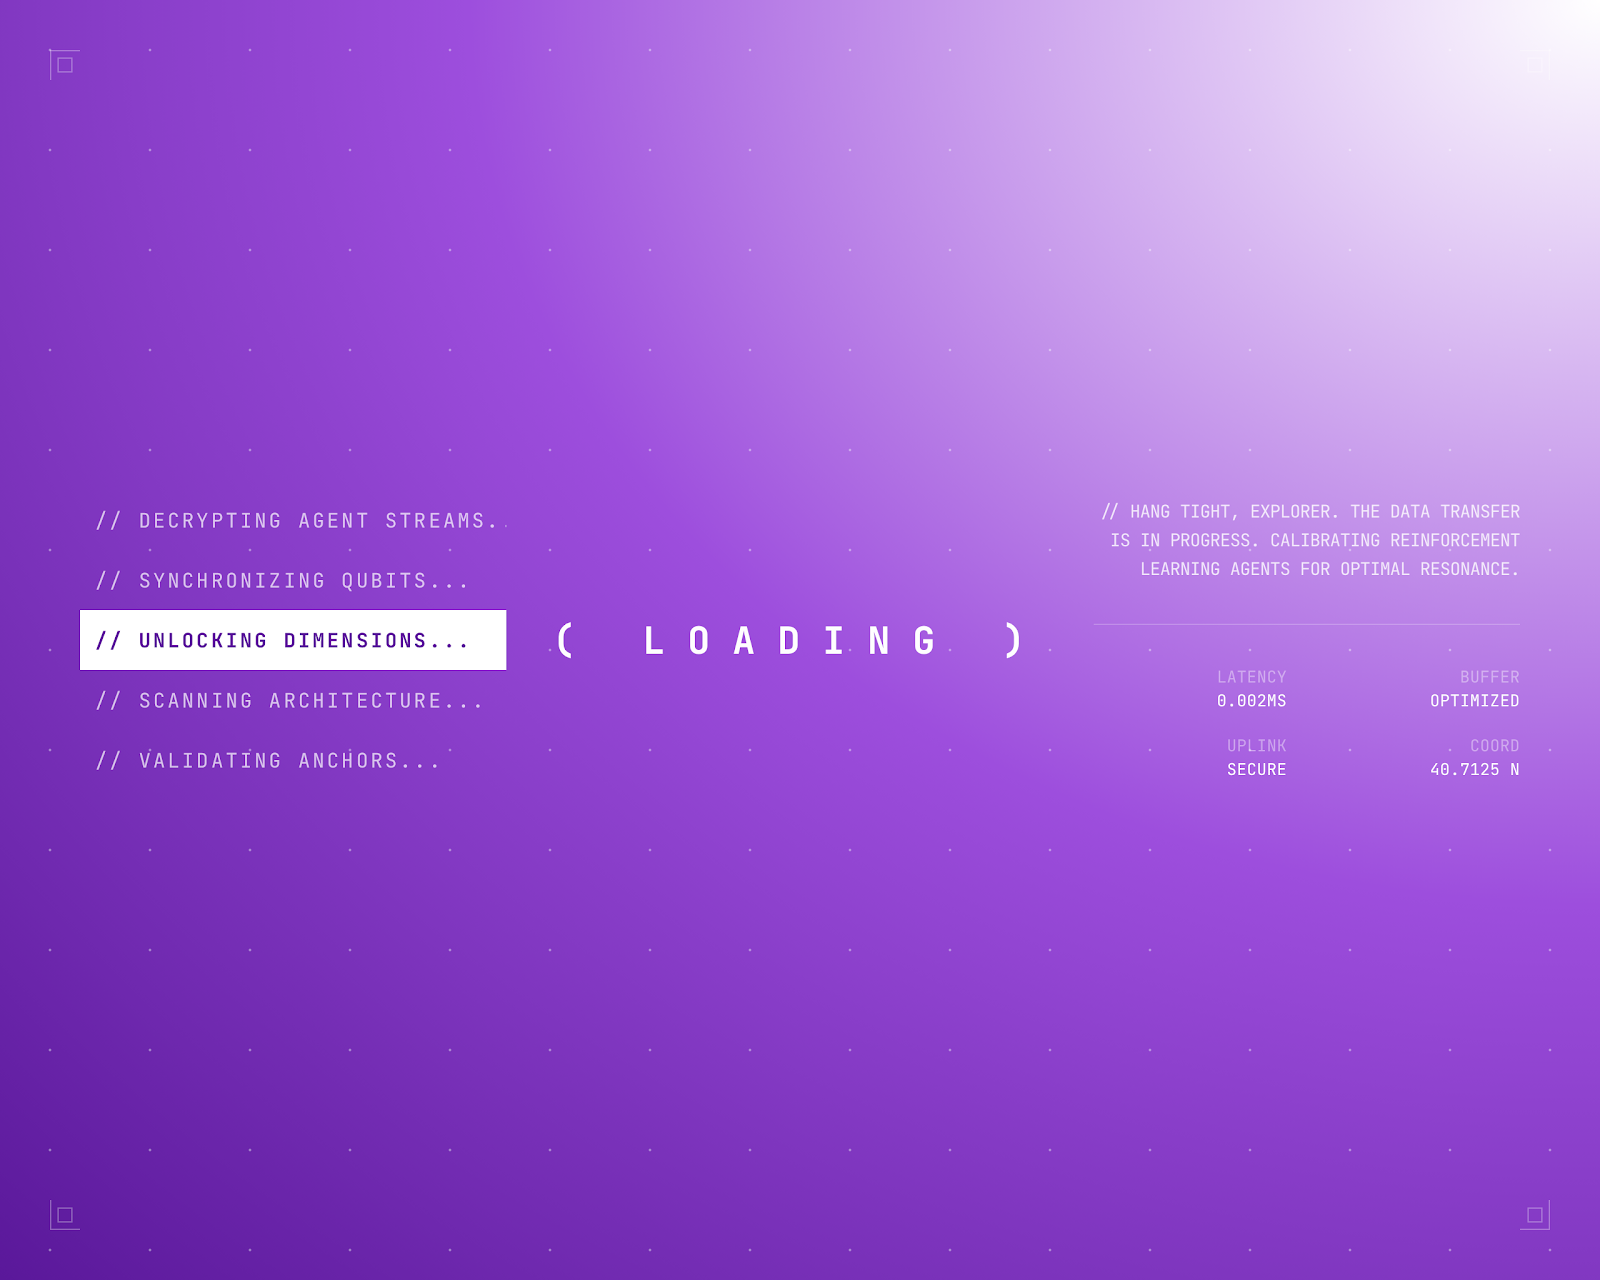 // DECRYPTING AGENT STREAMS..
// SYNCHRONIZING QUBITS...
// UNLOCKING DIMENSIONS...
// SCANNING ARCHITECTURE...
// VALIDATING ANCHORS...
( LOADING )
// HANG TIGHT, EXPLORER. THE DATA TRANSFER
IS IN PROGRESS. CALIBRATING REINFORCEMENT
LEARNING AGENTS FOR OPTIMAL RESONANCE.
LATENCY BUFFER
0.002MS OPTIMIZED
UPLINK COORD
SECURE 40.7125 N